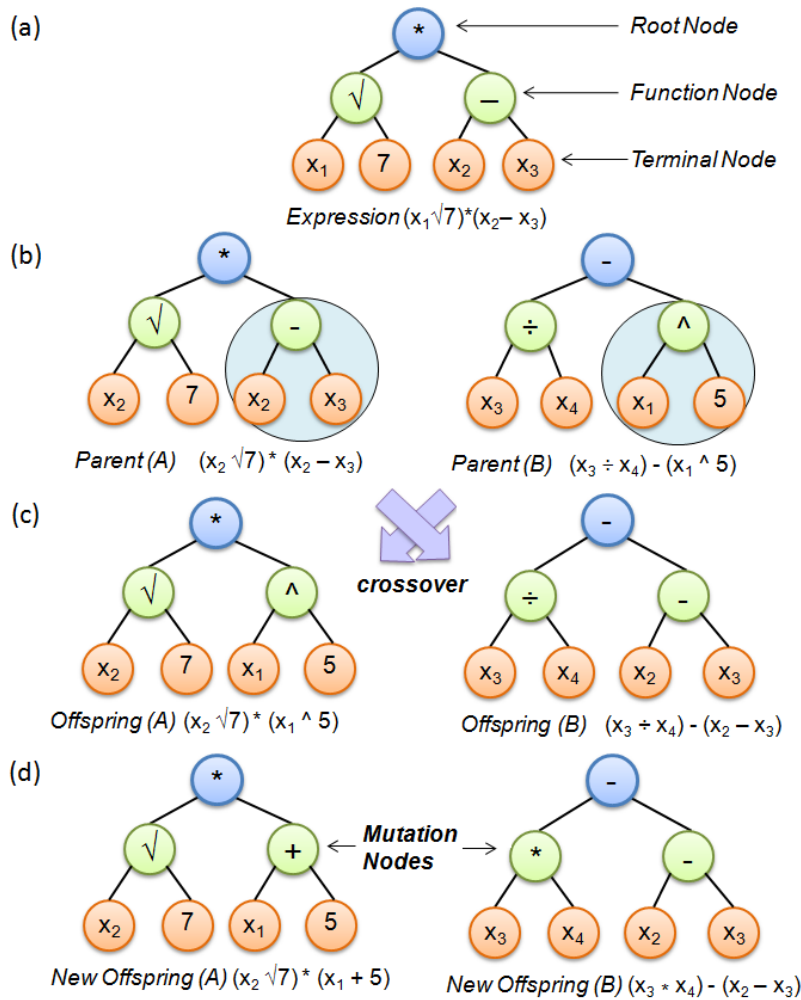 (a)
*
Root Node
√
–
Function Node
x₁
7
x₂
x₃
Terminal Node
Expression (x₁√7)*(x₂– x₃)
(b)
*
-
√
-
÷
^
x₂
7
x₂
x₃
x₃
x₄
x₁
5
Parent (A) (x₂ √7) * (x₂ – x₃)
Parent (B) (x₃ ÷ x₄) - (x₁ ^ 5)
(c)
*
-
crossover
√
^
÷
-
x₂
7
x₁
5
x₃
x₄
x₂
x₃
Offspring (A) (x₂ √7) * (x₁ ^ 5)
Offspring (B) (x₃ ÷ x₄) - (x₂ – x₃)
(d)
*
-
√
+
Mutation
Nodes
*
-
x₂
7
x₁
5
x₃
x₄
x₂
x₃
New Offspring (A) (x₂ √7) * (x₁ + 5)
New Offspring (B) (x₃ * x₄) - (x₂ – x₃)